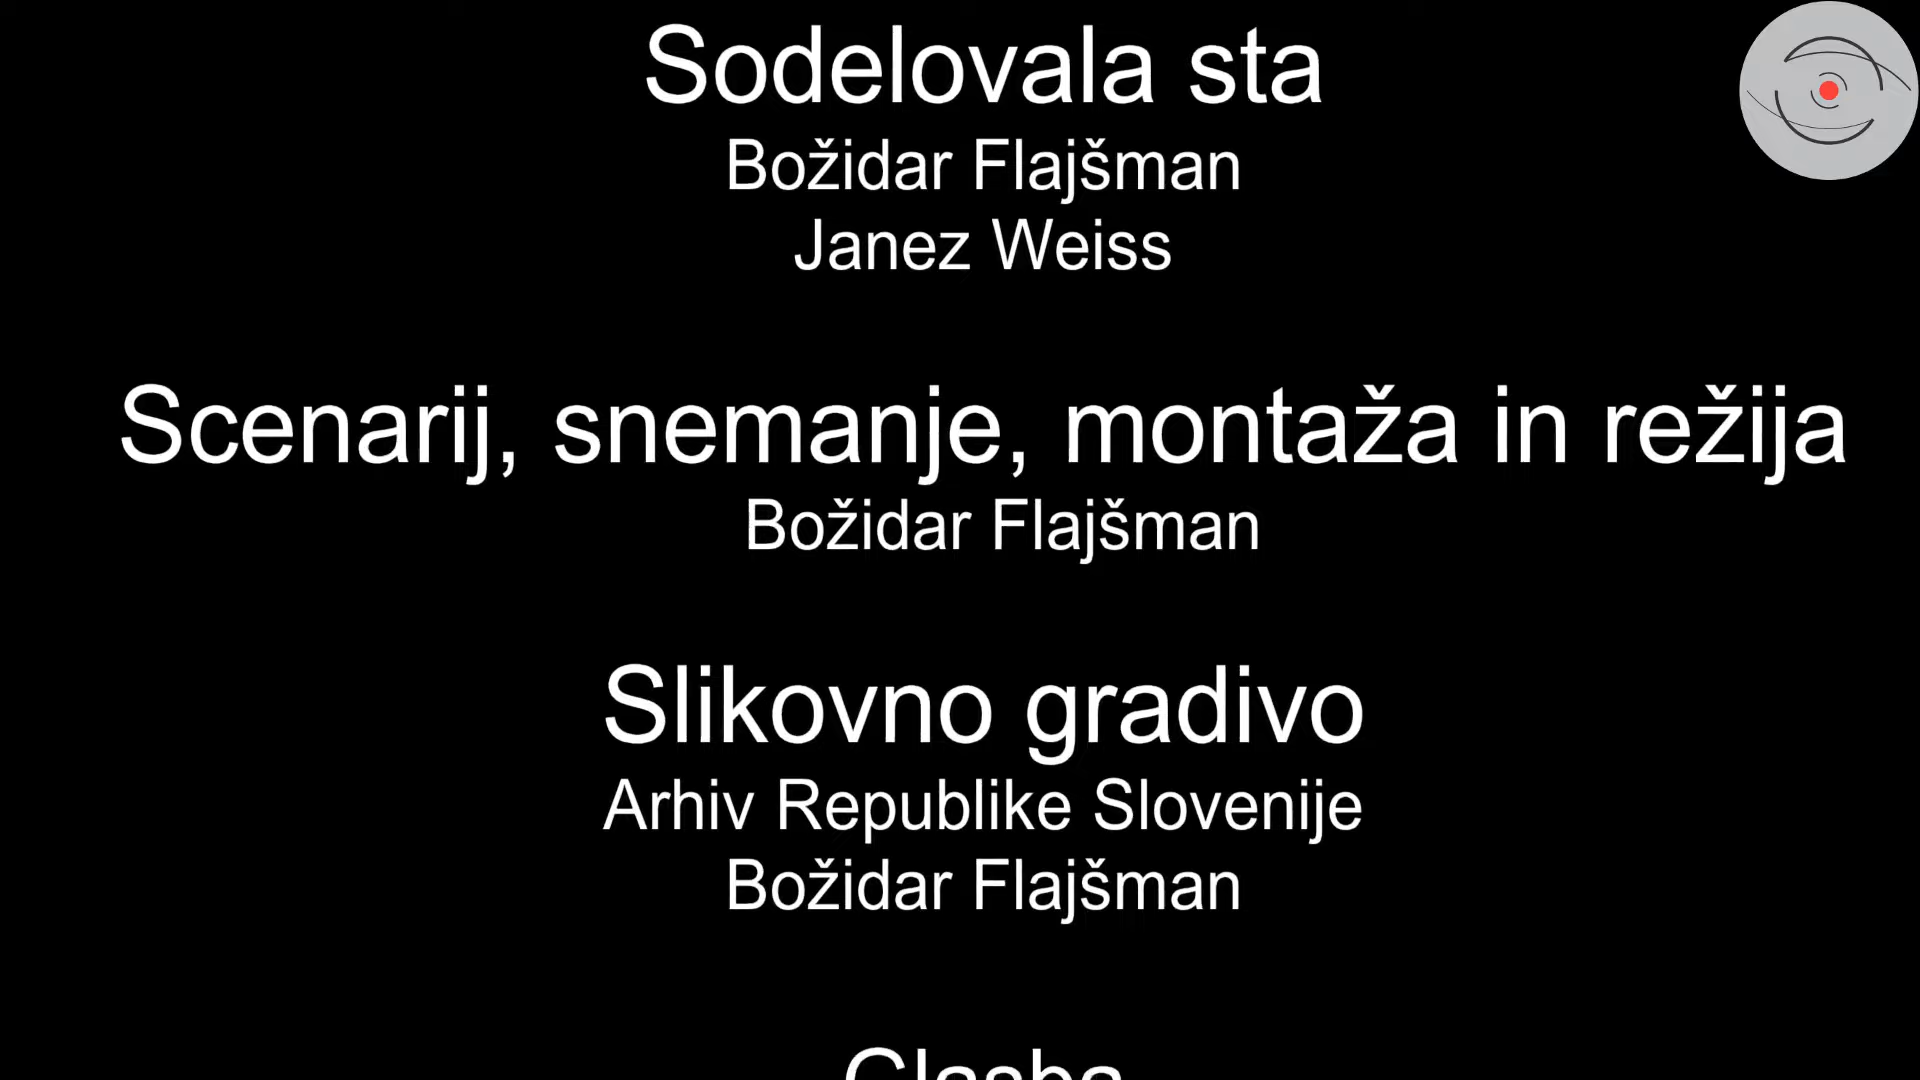 Sodelovala sta
Božidar Flajšman
Janez Weiss
Scenarij, snemanje, montaža in režija
Božidar Flajšman
Slikovno gradivo
Arhiv Republike Slovenije
Božidar Flajšman
Glasba